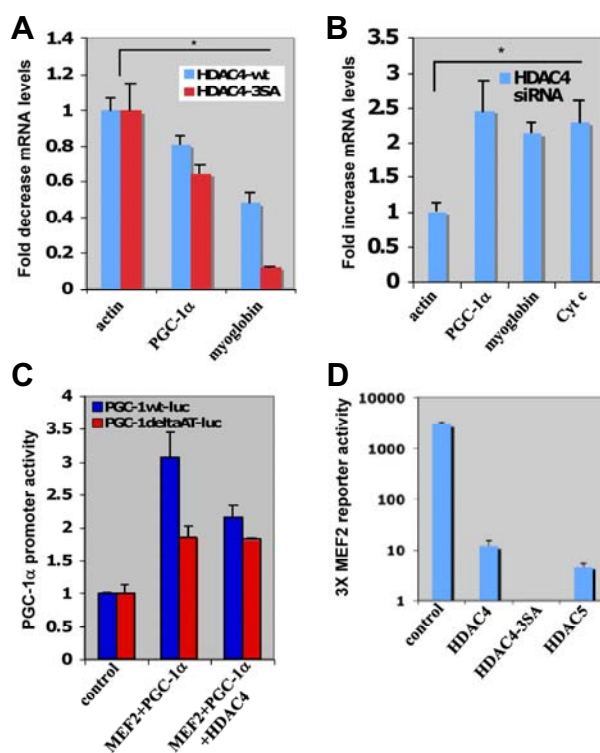 A
Fold decrease mRNA levels
1.4
1.2
1
0.8
0.6
0.4
0.2
0
*
HDAC4-wt
HDAC4-3SA
actin
PGC-1α
myoglobin
B
Fold increase mRNA levels
3.5
3
2.5
2
1.5
1
0.5
0
*
HDAC4
siRNA
actin
PGC-1α
myoglobin
Cyt c
C
PGC-1α promoter activity
4
3.5
3
2.5
2
1.5
1
0.5
0
PGC-1wt-luc
PGC-1deltaAT-luc
control
MEF2+PGC-1α
MEF2+PGC-1α
+HDAC4
D
3X MEF2 reporter activity
10000
1000
100
10
1
control
HDAC4
HDAC4-3SA
HDAC5